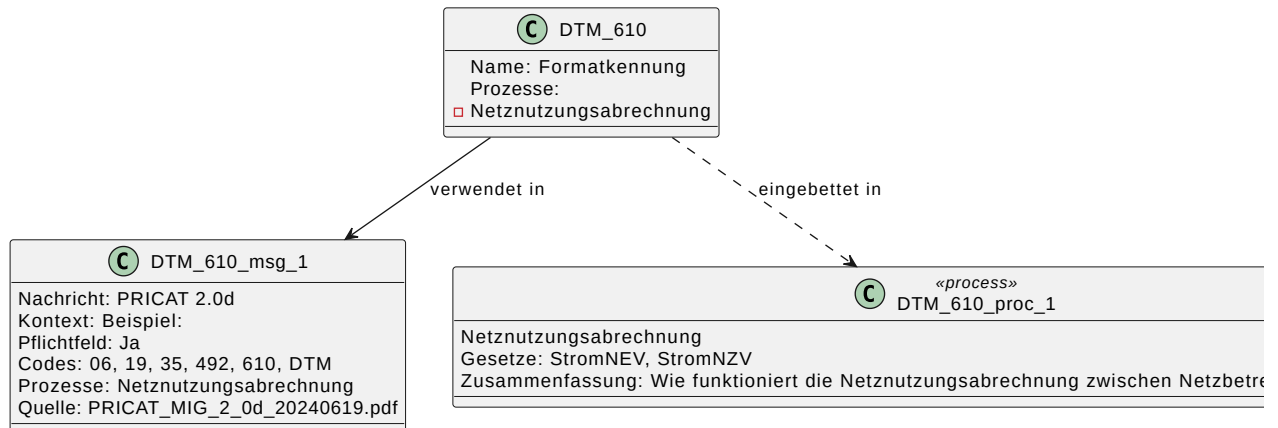 C DTM_610
Name: Formatkennung
Prozesse:
Netznutzungsabrechnung
verwendet in
eingebettet in
C DTM_610_msg_1
Nachricht: PRICAT 2.0d
Kontext: Beispiel:
Pflichtfeld: Ja
Codes: 06, 19, 35, 492, 610, DTM
Prozesse: Netznutzungsabrechnung
Quelle: PRICAT_MIG_2_0d_20240619.pdf
«process»
C DTM_610_proc_1
Netznutzungsabrechnung
Gesetze: StromNEV, StromNZV
Zusammenfassung: Wie funktioniert die Netznutzungsabrechnung zwischen Netzbetre